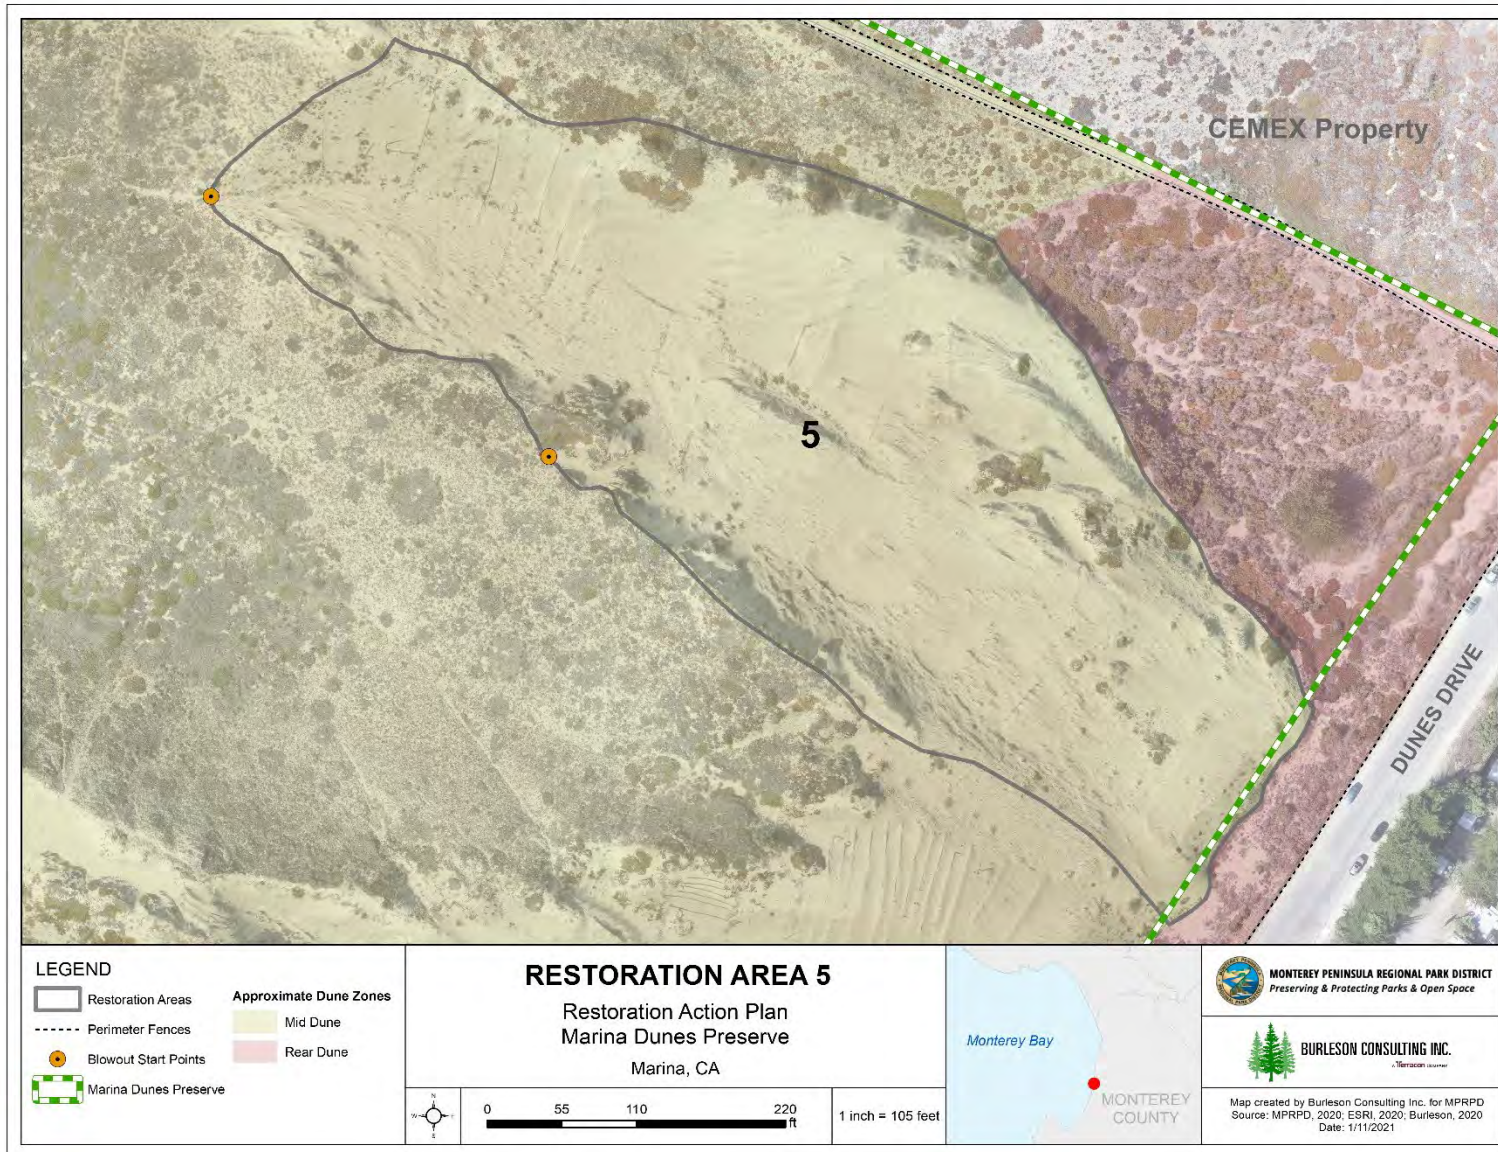 CEMEX Property
5
DUNES DRIVE
LEGEND
Restoration Areas
Perimeter Fences
Blowout Start Points
Marina Dunes Preserve
Approximate Dune Zones
Mid Dune
Rear Dune
RESTORATION AREA 5
Restoration Action Plan
Marina Dunes Preserve
Marina, CA
N
W
E
S
0 55 110 220
ft
1 inch = 105 feet
Monterey Bay
MONTEREY
COUNTY
MONTEREY PENINSULA REGIONAL PARK DISTRICT
Preserving & Protecting Parks & Open Space
BURLESON CONSULTING INC.
A Terracon COMPANY
Map created by Burleson Consulting Inc. for MPRPD
Source: MPRPD, 2020; ESRI, 2020; Burleson, 2020
Date: 1/11/2021